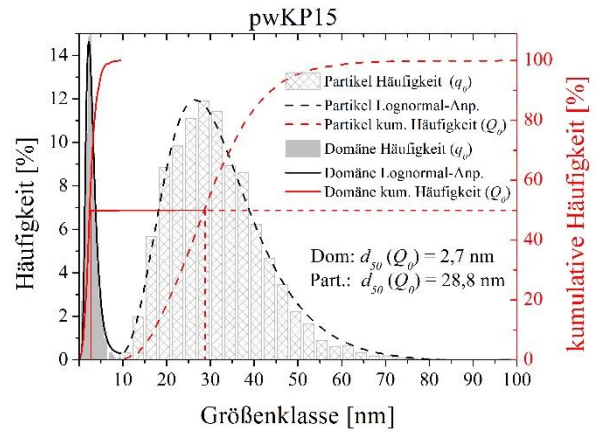 pwKP15
14
12
10
8
6
4
2
0
Häufigkeit [%]
100
80
60
40
20
0
kumulative Häufigkeit [%]
Partikel Häufigkeit (q₀)
Partikel Lognormal-Anp.
Partikel kum. Häufigkeit (Q₀)
Domäne Häufigkeit (q₀)
Domäne Lognormal-Anp.
Domäne kum. Häufigkeit (Q₀)
Dom: d₅₀ (Q₀) = 2,7 nm
Part.: d₅₀ (Q₀) = 28,8 nm
0 10 20 30 40 50 60 70 80 90 100
Größenklasse [nm]